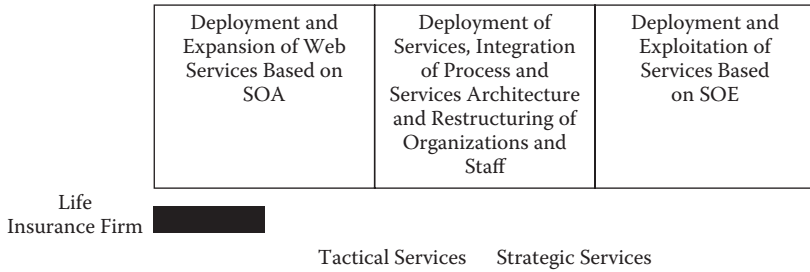 Deployment and
Expansion of Web
Services Based on
SOA
Deployment of
Services, Integration
of Process and
Services Architecture
and Restructuring of
Organizations and
Staff
Deployment and
Exploitation of
Services Based
on SOE
Life
Insurance Firm
Tactical Services Strategic Services